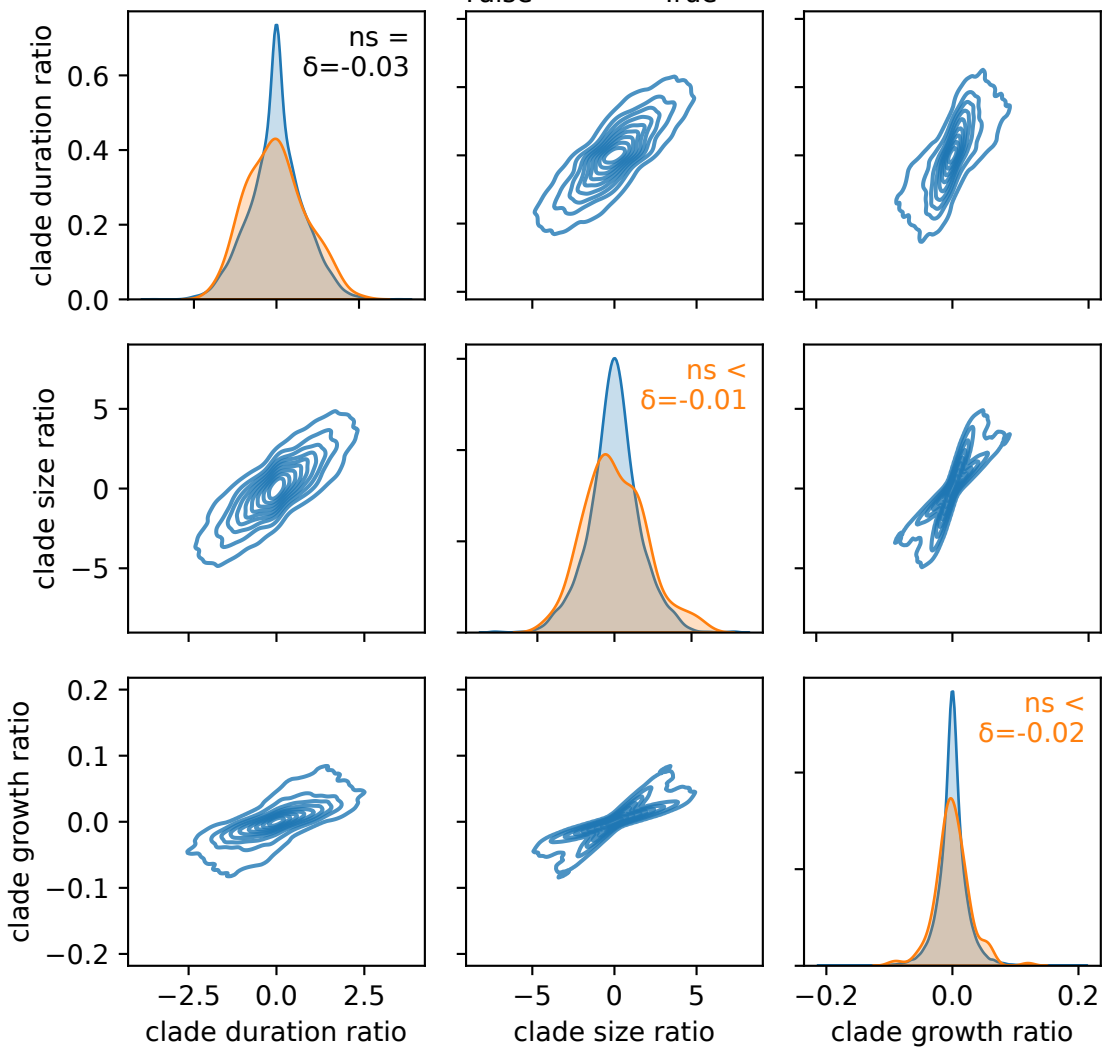 clade duration ratio
0.6
0.4
0.2
0.0
ns =
δ=-0.03
clade size ratio
5
0
−5
ns <
δ=-0.01
clade growth ratio
0.2
0.1
0.0
−0.1
−0.2
ns <
δ=-0.02
−2.5 0.0 2.5
−5 0 5
−0.2 0.0 0.2
clade duration ratio
clade size ratio
clade growth ratio